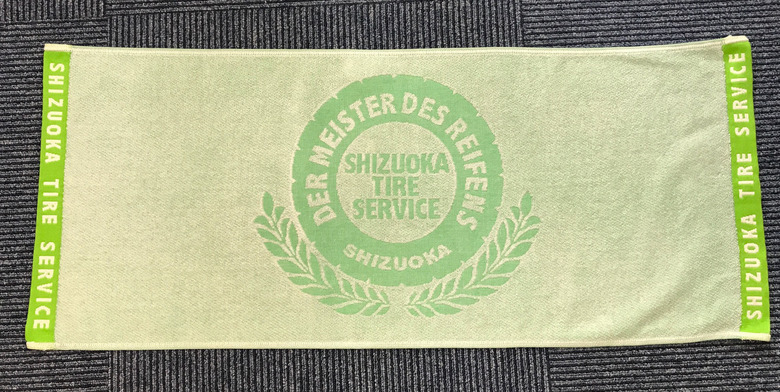 SHIZUOKA TIRE SERVICE
DER MEISTER DES REIFENS
SHIZUOKA
TIRE
SERVICE
SHIZUOKA
SHIZUOKA TIRE SERVICE